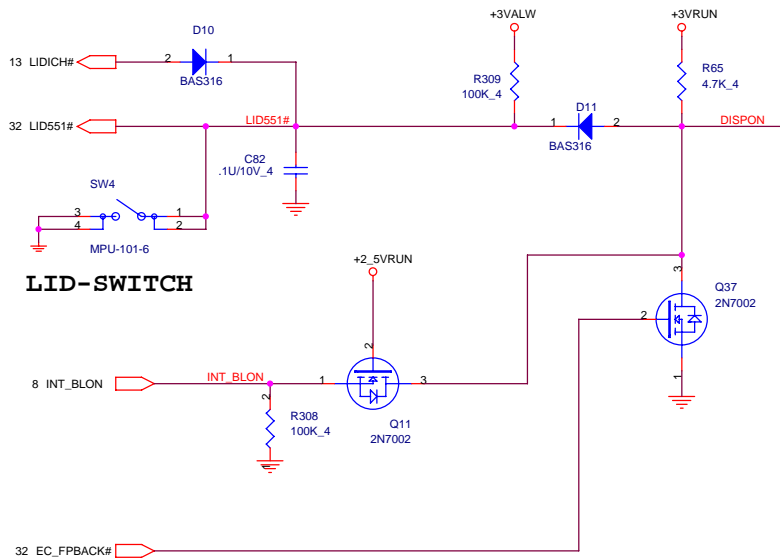 +3VALW
+3VRUN
D10
13 LIDICH#
2
1
BAS316
R309
100K_4
R65
4.7K_4
D11
32 LID551#
LID551#
1
2
DISPON
BAS316
C82
.1U/10V_4
SW4
3
1
4
2
MPU-101-6
+2_5VRUN
LID-SWITCH
3
Q37
2N7002
2
2
8 INT_BLON
INT_BLON
1
3
1
2
R308
100K_4
Q11
2N7002
1
32 EC_FPBACK#